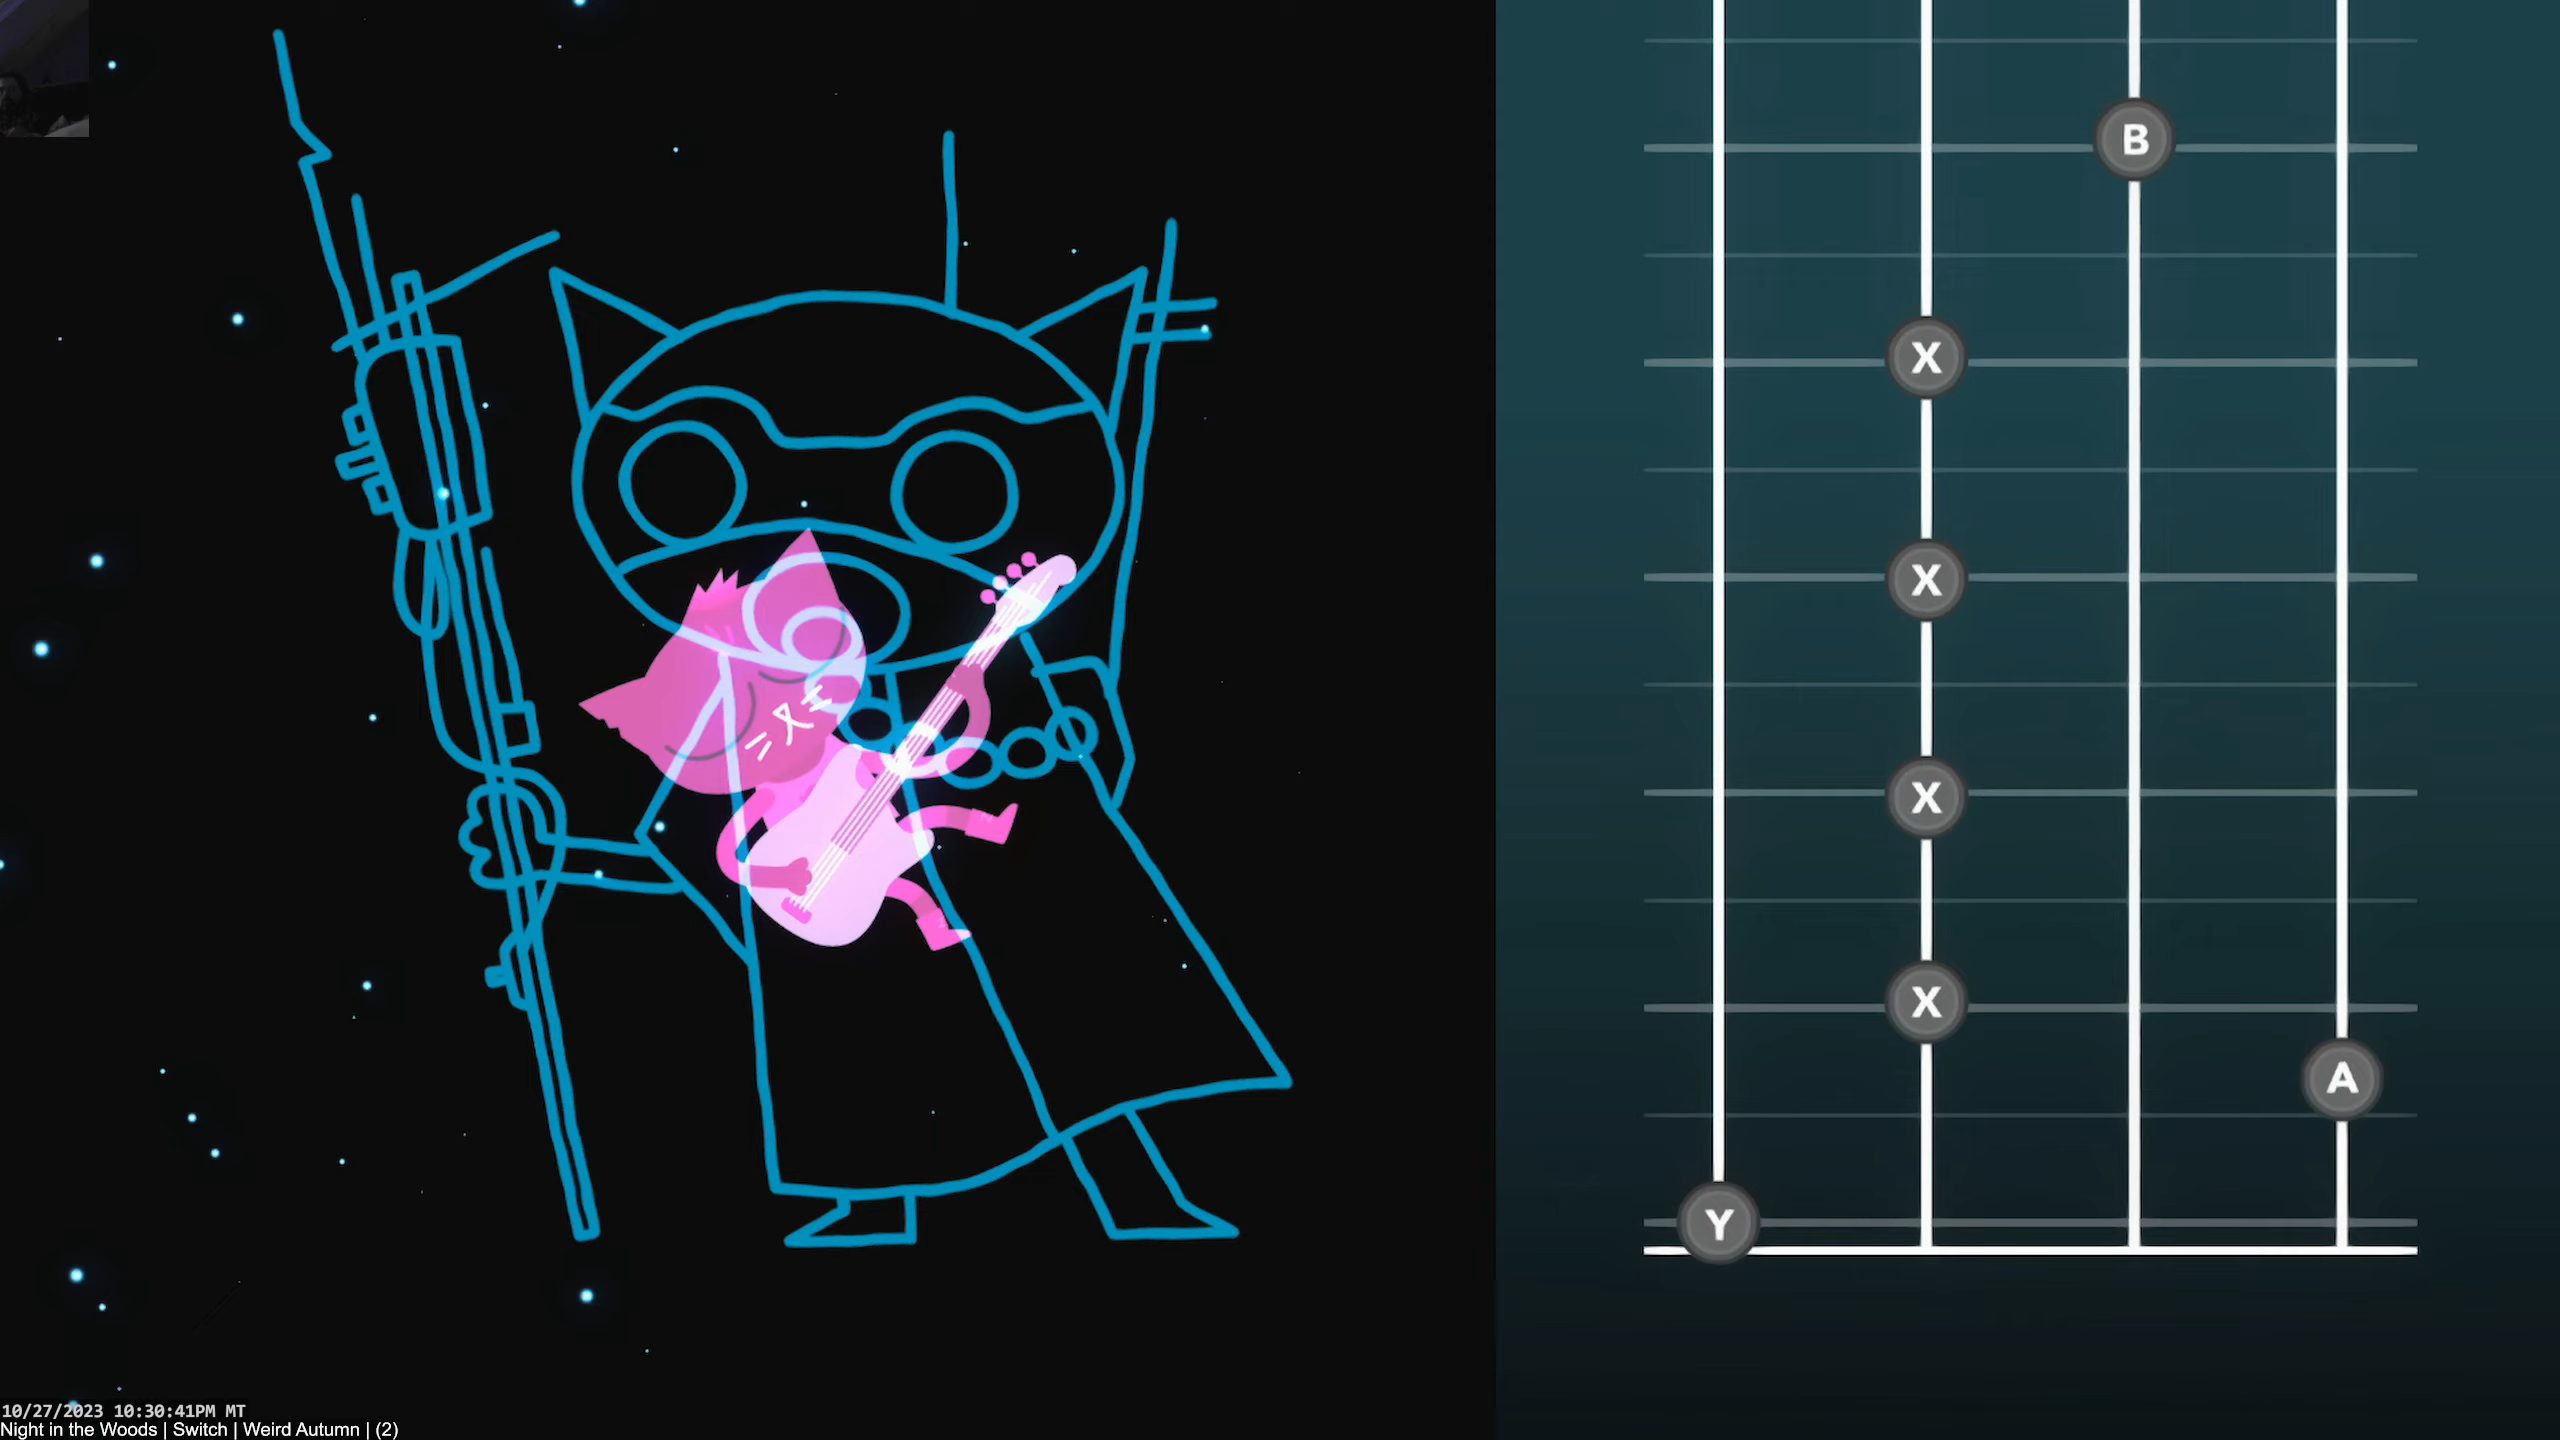 B
X
X
X
X
A
Y
10/27/2023 10:30:41PM MT
Night in the Woods | Switch | Weird Autumn | (2)